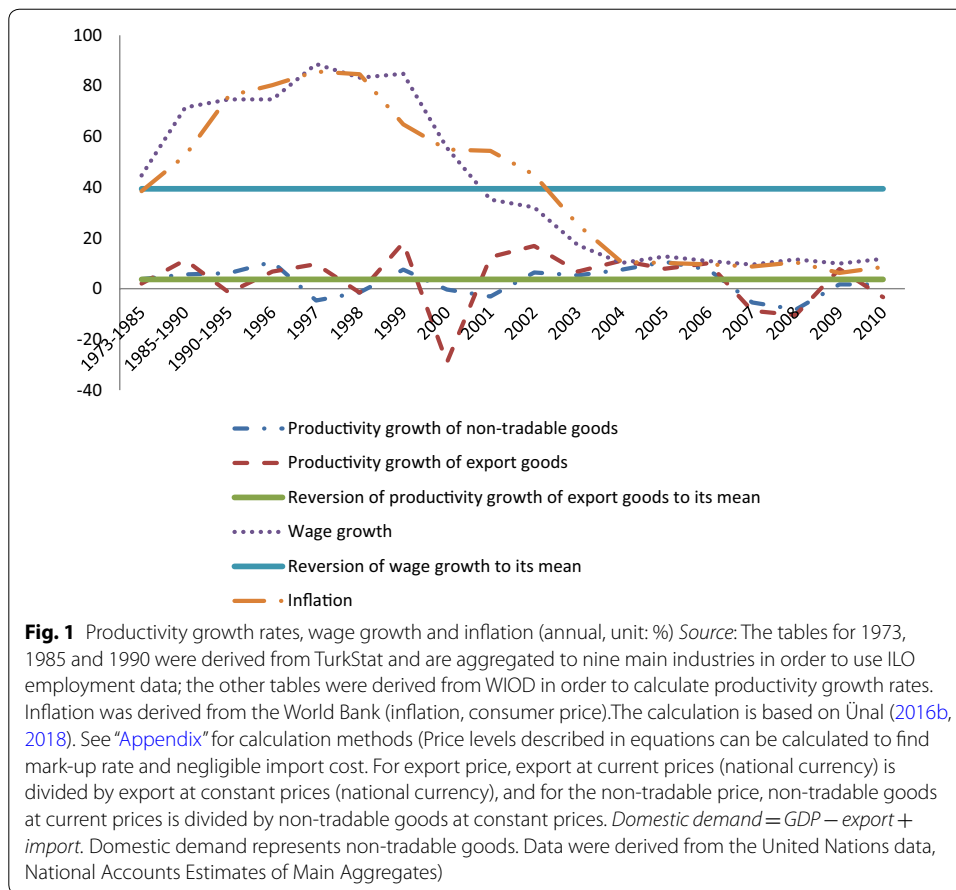 100
80
60
40
20
0
-20
-40
1973-1985
1985-1990
1990-1995
1996
1997
1998
1999
2000
2001
2002
2003
2004
2005
2006
2007
2008
2009
2010
Productivity growth of non-tradable goods
Productivity growth of export goods
Reversion of productivity growth of export goods to its mean
Wage growth
Reversion of wage growth to its mean
Inflation
Fig. 1 Productivity growth rates, wage growth and inflation (annual, unit: %) Source: The tables for 1973,
1985 and 1990 were derived from TurkStat and are aggregated to nine main industries in order to use ILO
employment data; the other tables were derived from WIOD in order to calculate productivity growth rates.
Inflation was derived from the World Bank (inflation, consumer price).The calculation is based on Ünal (2016b,
2018). See “Appendix” for calculation methods (Price levels described in equations can be calculated to find
mark-up rate and negligible import cost. For export price, export at current prices (national currency) is
divided by export at constant prices (national currency), and for the non-tradable price, non-tradable goods
at current prices is divided by non-tradable goods at constant prices. Domestic demand = GDP − export +
import. Domestic demand represents non-tradable goods. Data were derived from the United Nations data,
National Accounts Estimates of Main Aggregates)